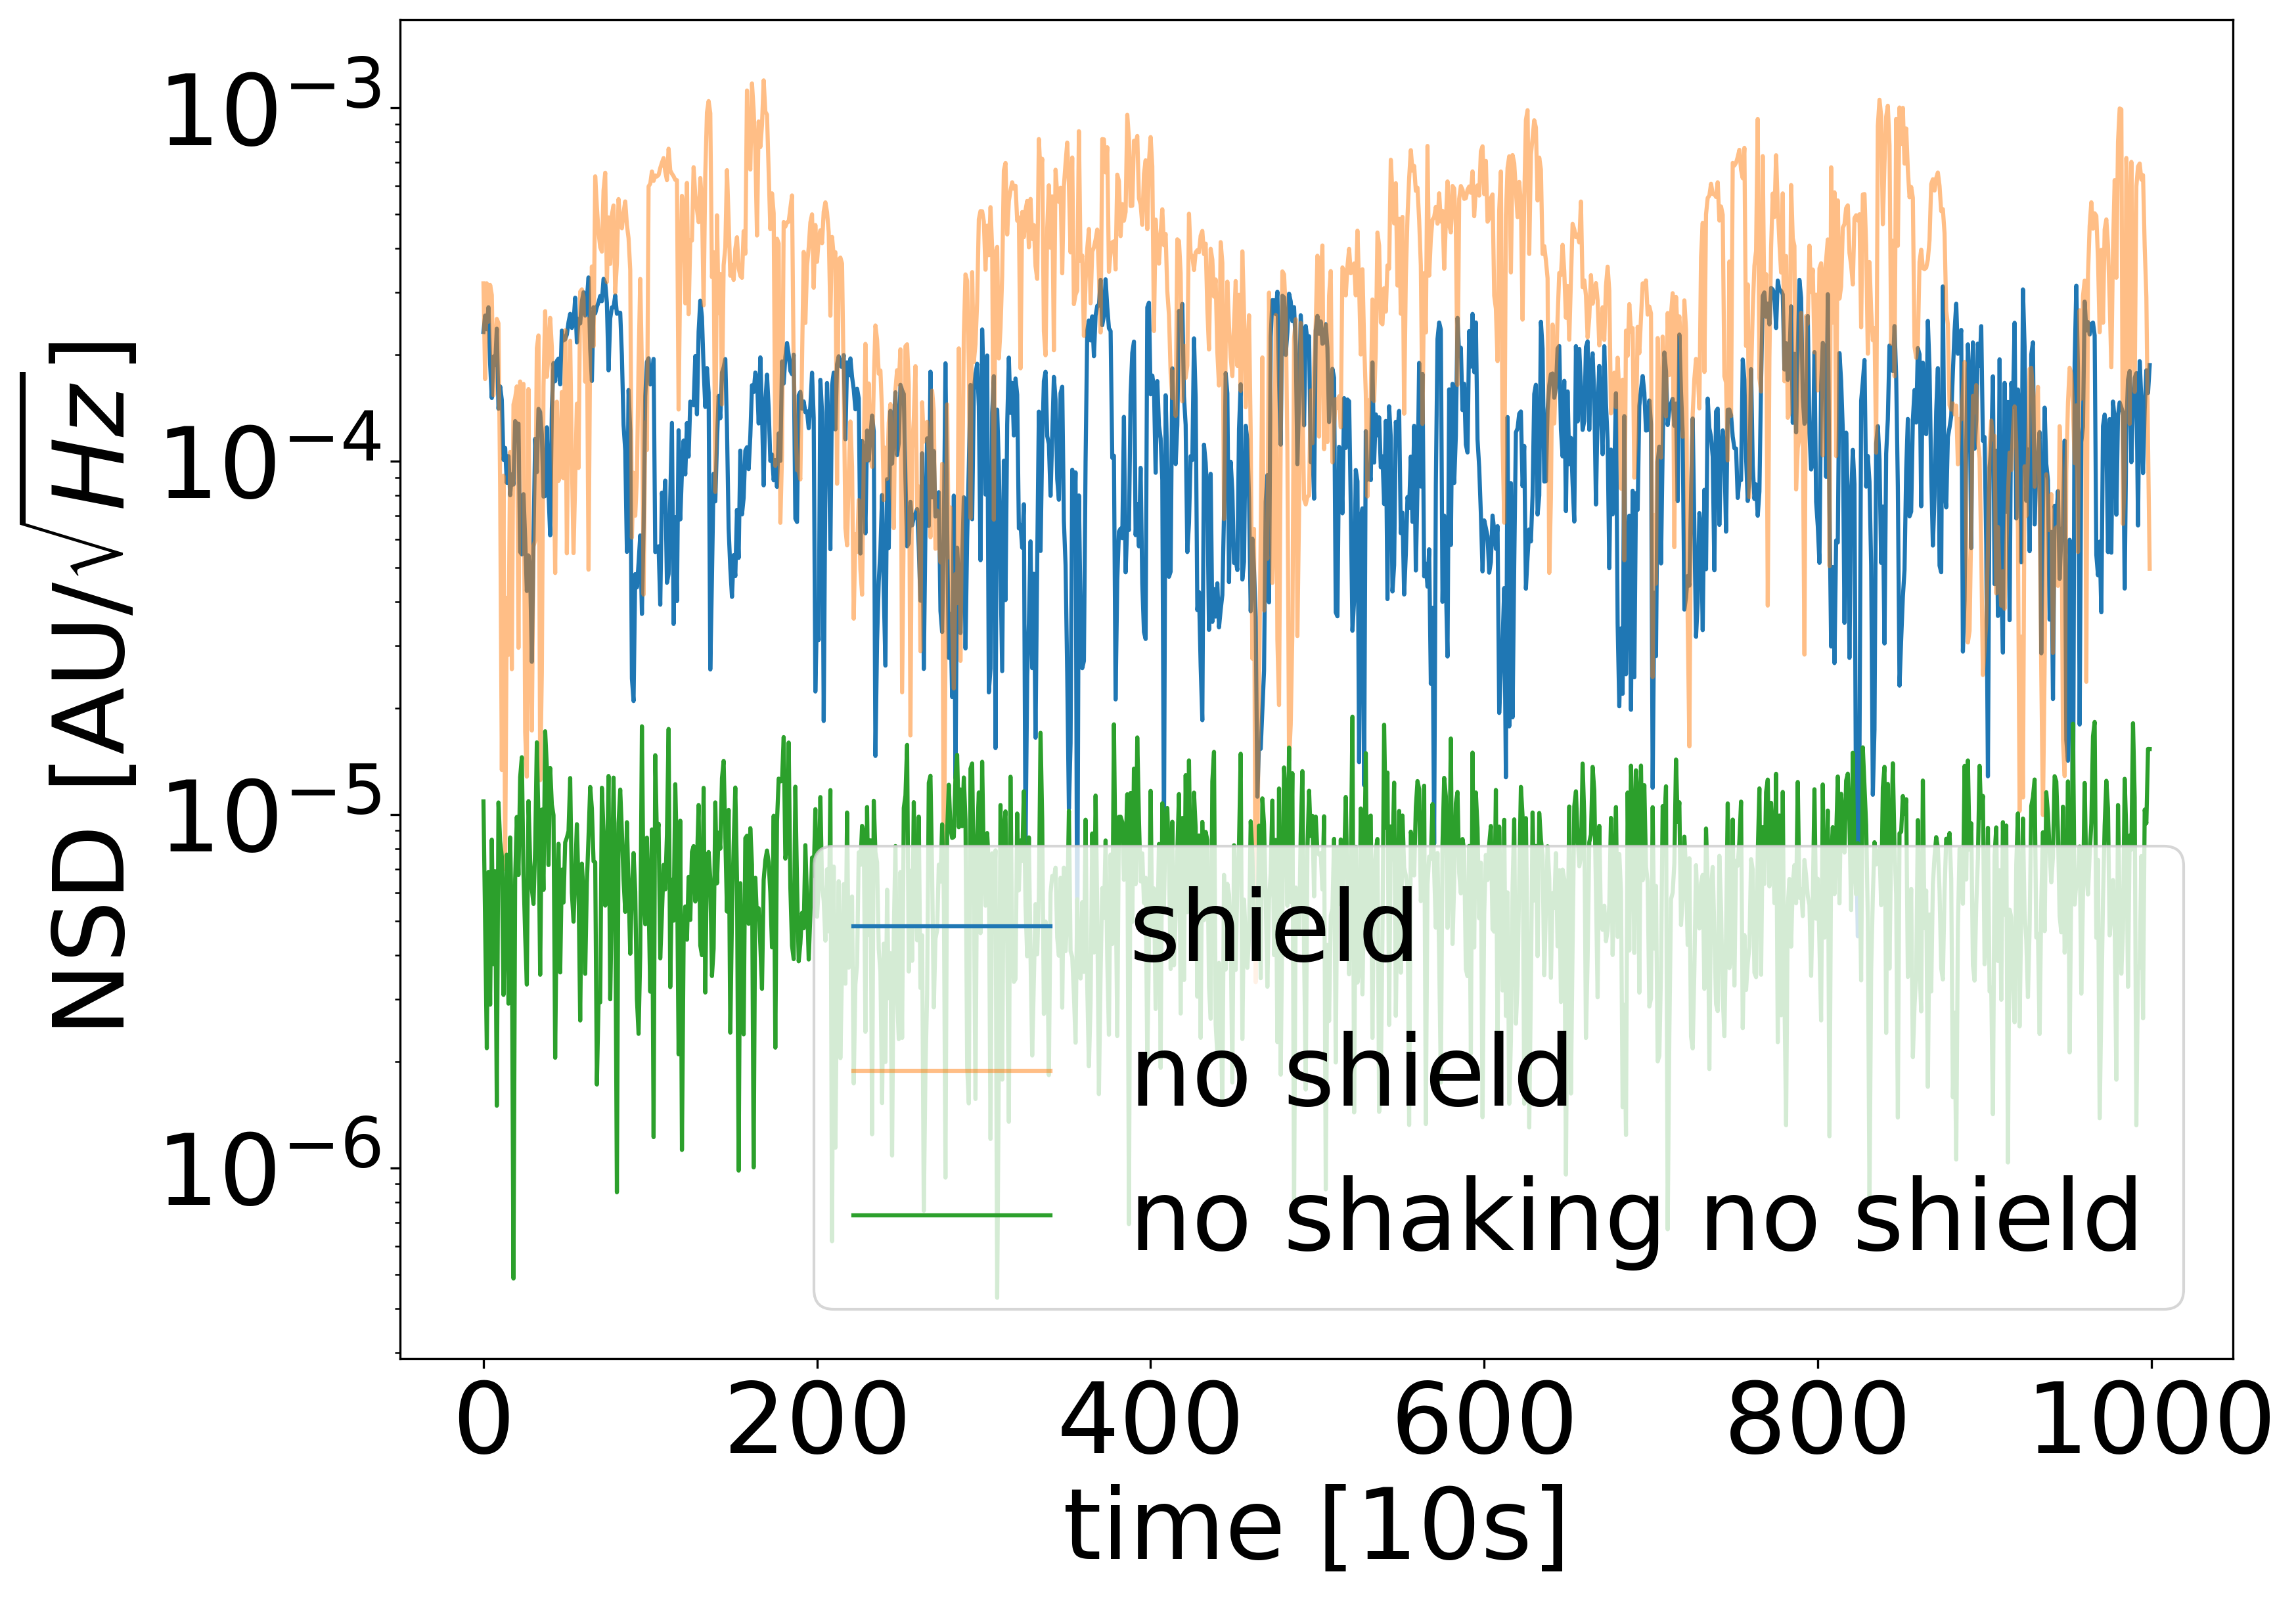 NSD [AU/√Hz]
10⁻³
10⁻⁴
10⁻⁵
10⁻⁶
shield
no shield
no shaking no shield
0 200 400 600 800 1000
time [10s]